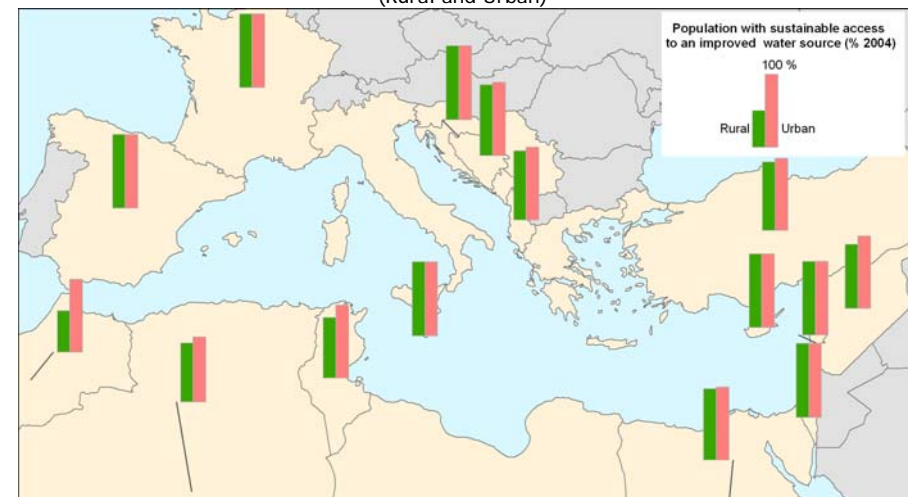 (Rural and Urban)
Population with sustainable access
to an improved water source (% 2004)
100 %
Rural
Urban